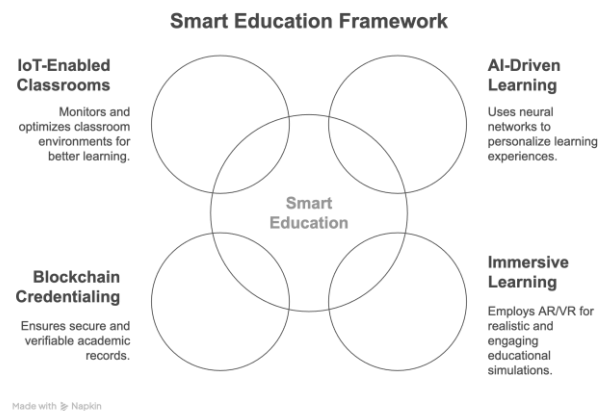 Smart Education Framework
IoT-Enabled
Classrooms
Monitors and
optimizes classroom
environments for
better learning.
AI-Driven
Learning
Uses neural
networks to
personalize learning
experiences.
Smart
Education
Blockchain
Credentialing
Ensures secure and
verifiable academic
records.
Immersive
Learning
Employs AR/VR for
realistic and
engaging
educational
simulations.
Made with Napkin